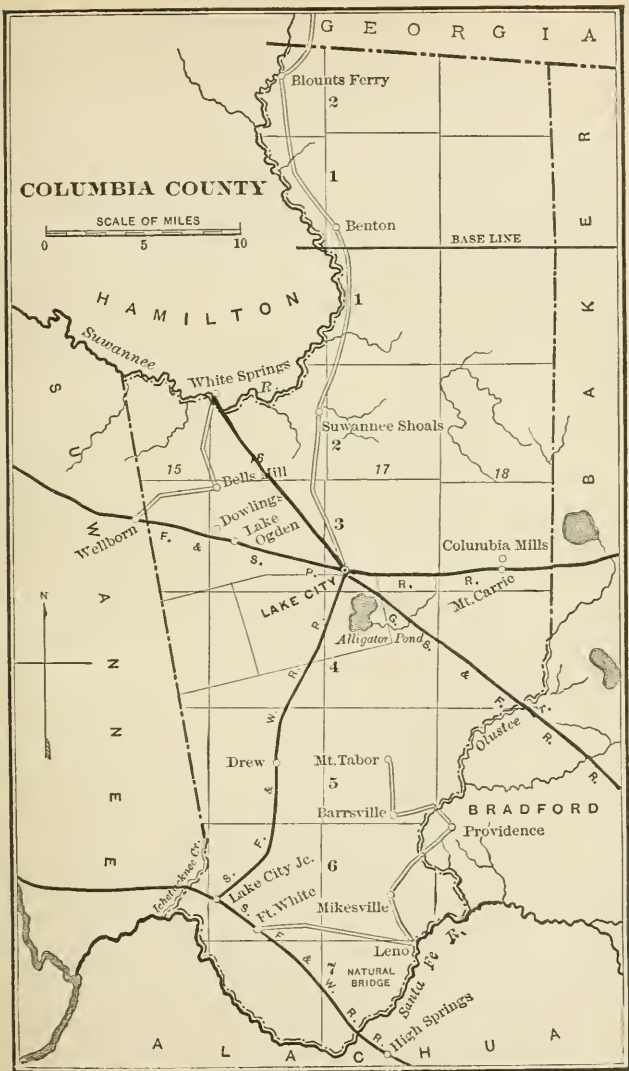 GEORGIA
Blounts Ferry
2
COLUMBIA COUNTY
SCALE OF MILES
0 5 10
1
Benton
BASE LINE
BAKER
HAMILTON
1
Suwannee R.
White Springs
Suwannee Shoals
2
SUWANNEE
15 16 17 18
Bells Mill
Dowlings
Lake Ogden
Wellborn
3
F. & S.
P. R. R.
Columbia Mills
Mt. Carrie
LAKE CITY
N
Alligator Pond
G. S. & F. R. R.
4
S. F. & W. R. R.
Olustee
Drew
Mt. Tabor
5
Barrsville
BRADFORD
Providence
6
Ichetucknee Cr.
Lake City Jc.
Ft. White
Mikesville
Leno
S. F. & W. R. R.
7
NATURAL
BRIDGE
Santa Fe R.
High Springs
ALACHUA